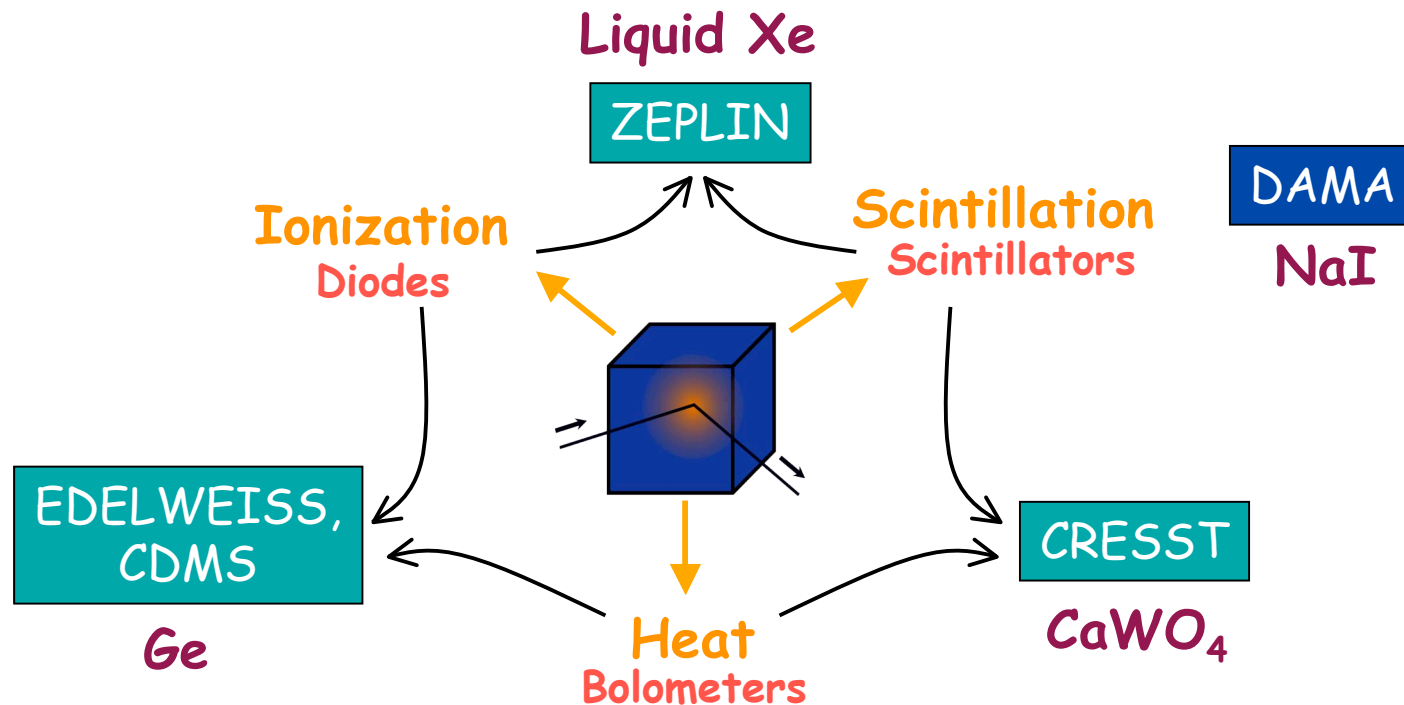 Liquid Xe
ZEPLIN
DAMA
NaI
Ionization
Diodes
Scintillation
Scintillators
EDELWEISS,
CDMS
Ge
Heat
Bolometers
CRESST
CaWO₄